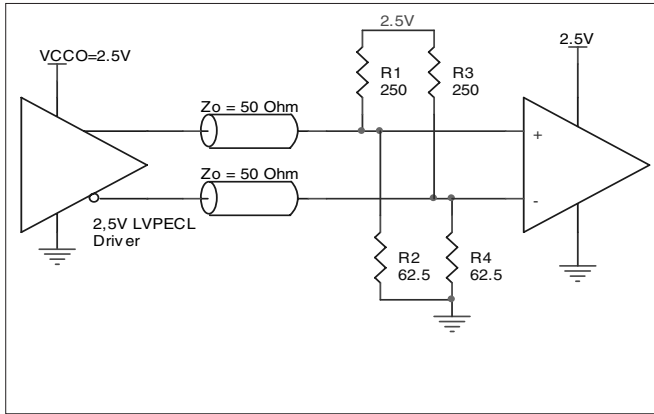 2.5V
VCCO=2.5V
2.5V
R1
250
R3
250
Zo = 50 Ohm
+
Zo = 50 Ohm
-
2,5V LVPECL
Driver
R2
62.5
R4
62.5